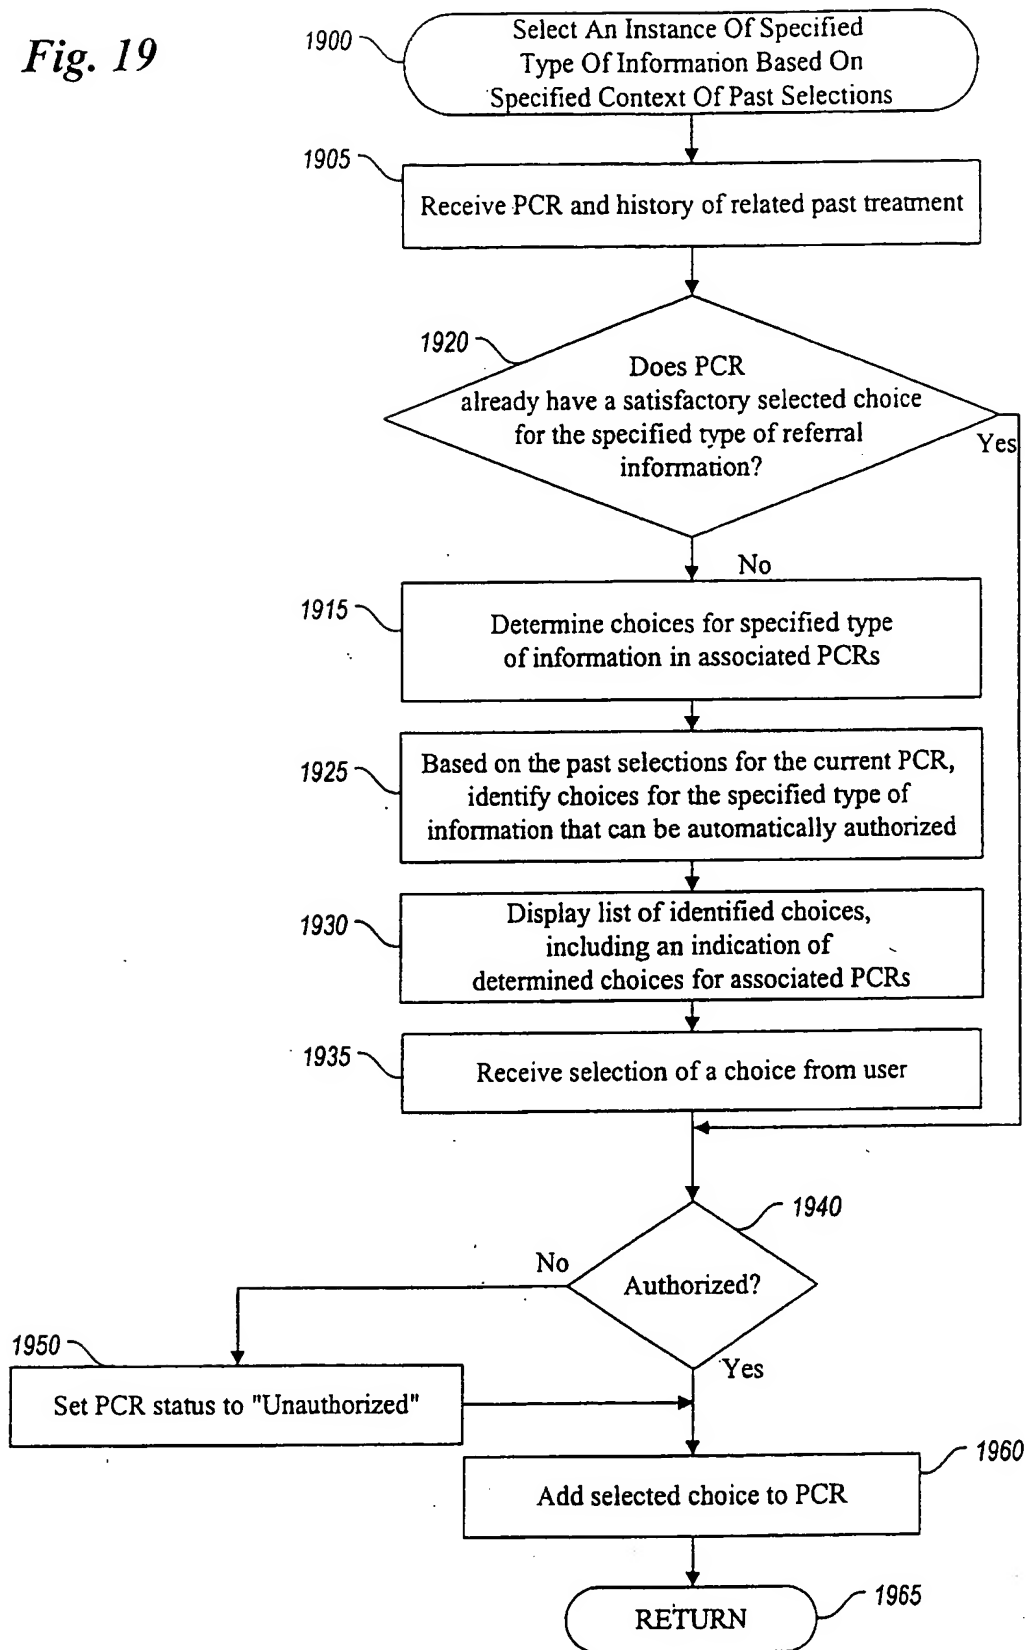 Fig. 19
1900
Select An Instance Of Specified
Type Of Information Based On
Specified Context Of Past Selections
1905
Receive PCR and history of related past treatment
1920
Does PCR
already have a satisfactory selected choice
for the specified type of referral
information?
Yes
No
1915
Determine choices for specified type
of information in associated PCRs
1925
Based on the past selections for the current PCR,
identify choices for the specified type of
information that can be automatically authorized
1930
Display list of identified choices,
including an indication of
determined choices for associated PCRs
1935
Receive selection of a choice from user
1940
Authorized?
No
Yes
1950
Set PCR status to "Unauthorized"
1960
Add selected choice to PCR
RETURN
1965